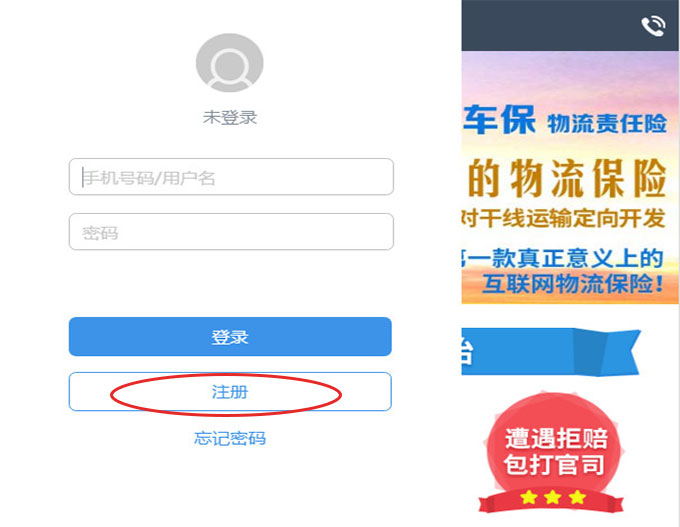 未登录
手机号码/用户名
密码
登录
注册
忘记密码
车保 物流责任险
的物流保险
对干线运输定向开发
一款真正意义上的
互联网物流保险!
台
遭遇拒赔
包打官司